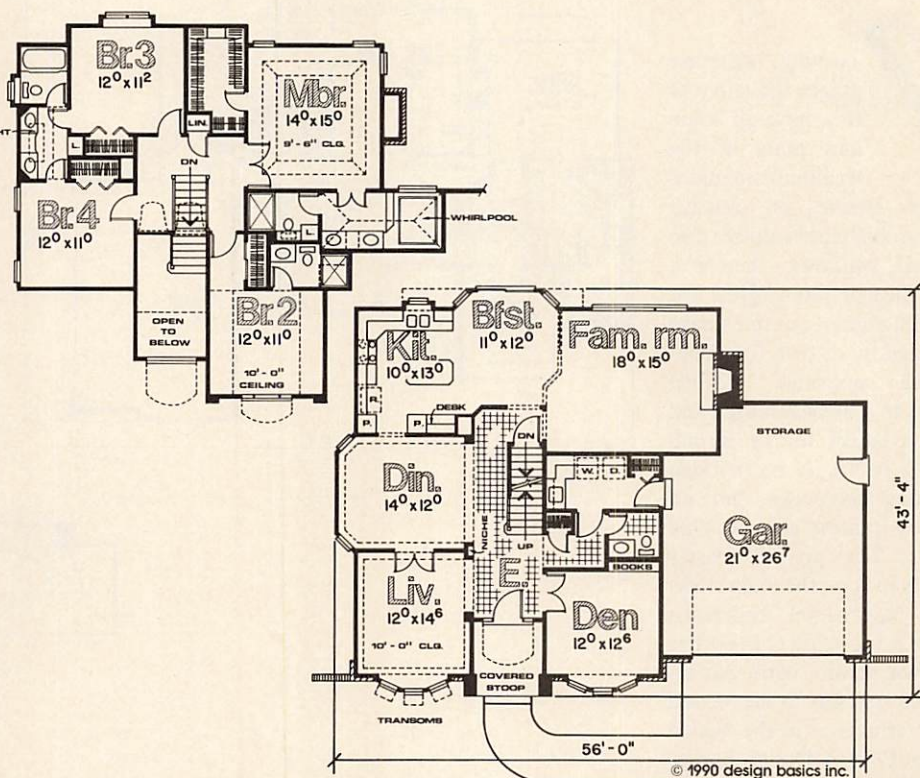 Br.3
12⁰ x 11²
Mbr.
14⁰ x 15⁰
9'-6" CLG.
LIN.
L.
DN
Br.4
12⁰ x 11⁰
L.
WHIRLPOOL
OPEN
TO
BELOW
Br.2
12⁰ x 11⁰
10'-0"
CEILING
Kit.
10⁰ x 13⁰
R.
P.
P.
DESK
Bfst.
11⁰ x 12⁰
Fam. rm.
18⁰ x 15⁰
DN
W.
D.
STORAGE
Din.
14⁰ x 12⁰
NICHE
UP
E.
BOOKS
Gar.
21⁰ x 26⁷
43'-4"
Liv.
12⁰ x 14⁶
10'-0" CLG.
Den
12⁰ x 12⁶
COVERED
STOOP
TRANSOMS
56'-0"
© 1990 design basics inc.